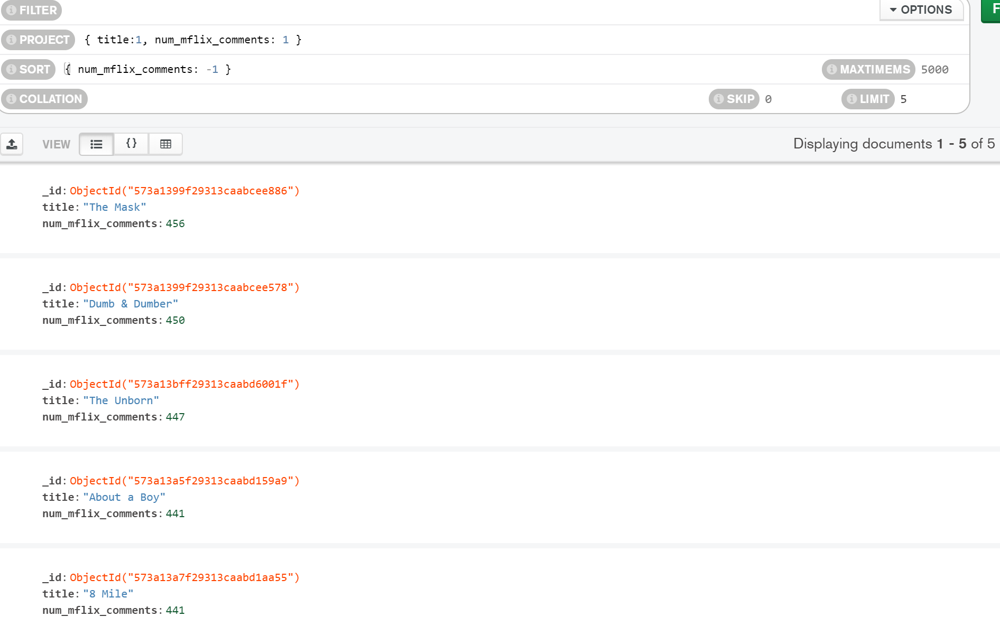 FILTER
OPTIONS
F
PROJECT { title:1, num_mflix_comments: 1 }
SORT { num_mflix_comments: -1 }
MAXTIMEMS 5000
COLLATION
SKIP 0
LIMIT 5
VIEW {}
Displaying documents 1 - 5 of 5
_id: ObjectId("573a1399f29313caabcee886")
title: "The Mask"
num_mflix_comments: 456
_id: ObjectId("573a1399f29313caabcee578")
title: "Dumb & Dumber"
num_mflix_comments: 450
_id: ObjectId("573a13bff29313caabd6001f")
title: "The Unborn"
num_mflix_comments: 447
_id: ObjectId("573a13a5f29313caabd159a9")
title: "About a Boy"
num_mflix_comments: 441
_id: ObjectId("573a13a7f29313caabd1aa55")
title: "8 Mile"
num_mflix_comments: 441